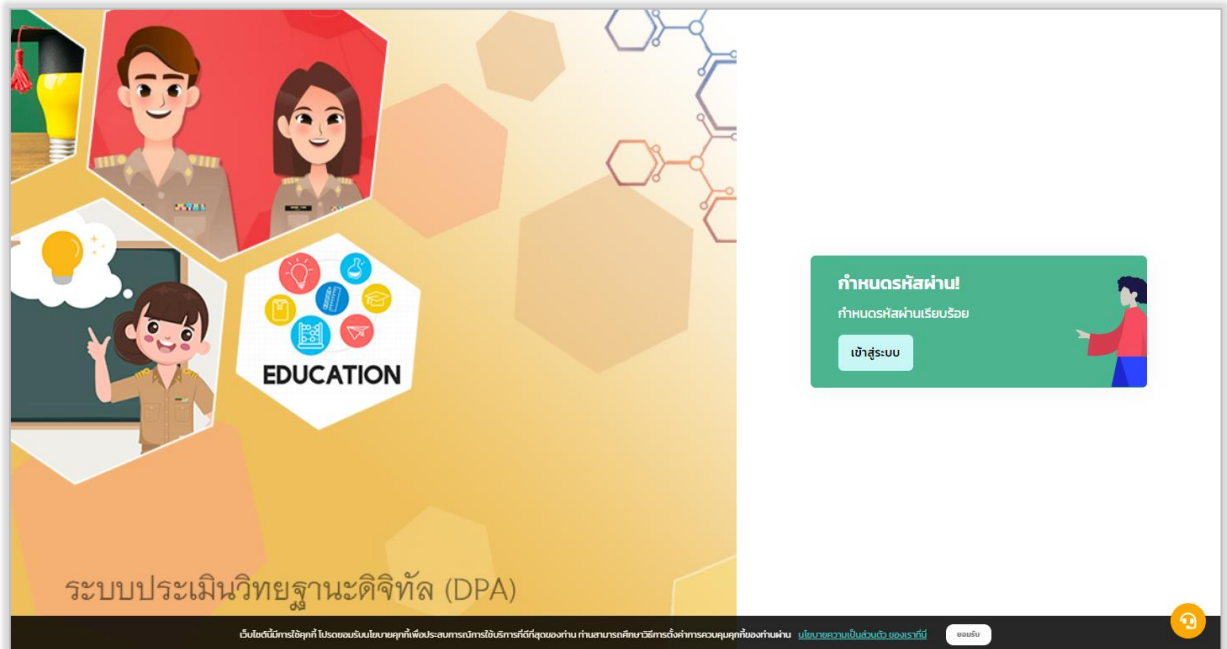 EDUCATION
ระบบประเมินวิทยฐานะดิจิทัล (DPA)
กำหนดรหัสผ่าน!
กำหนดรหัสผ่านเรียบร้อย
เข้าสู่ระบบ
เว็บไซต์นี้มีการใช้คุกกี้ โปรดยอมรับนโยบายคุกกี้เพื่อประสบการณ์การใช้บริการที่ดีที่สุดของท่าน ท่านสามารถศึกษาวิธีการตั้งค่าการควบคุมคุกกี้ของท่านผ่าน นโยบายความเป็นส่วนตัว ของเราที่นี่ ยอมรับ